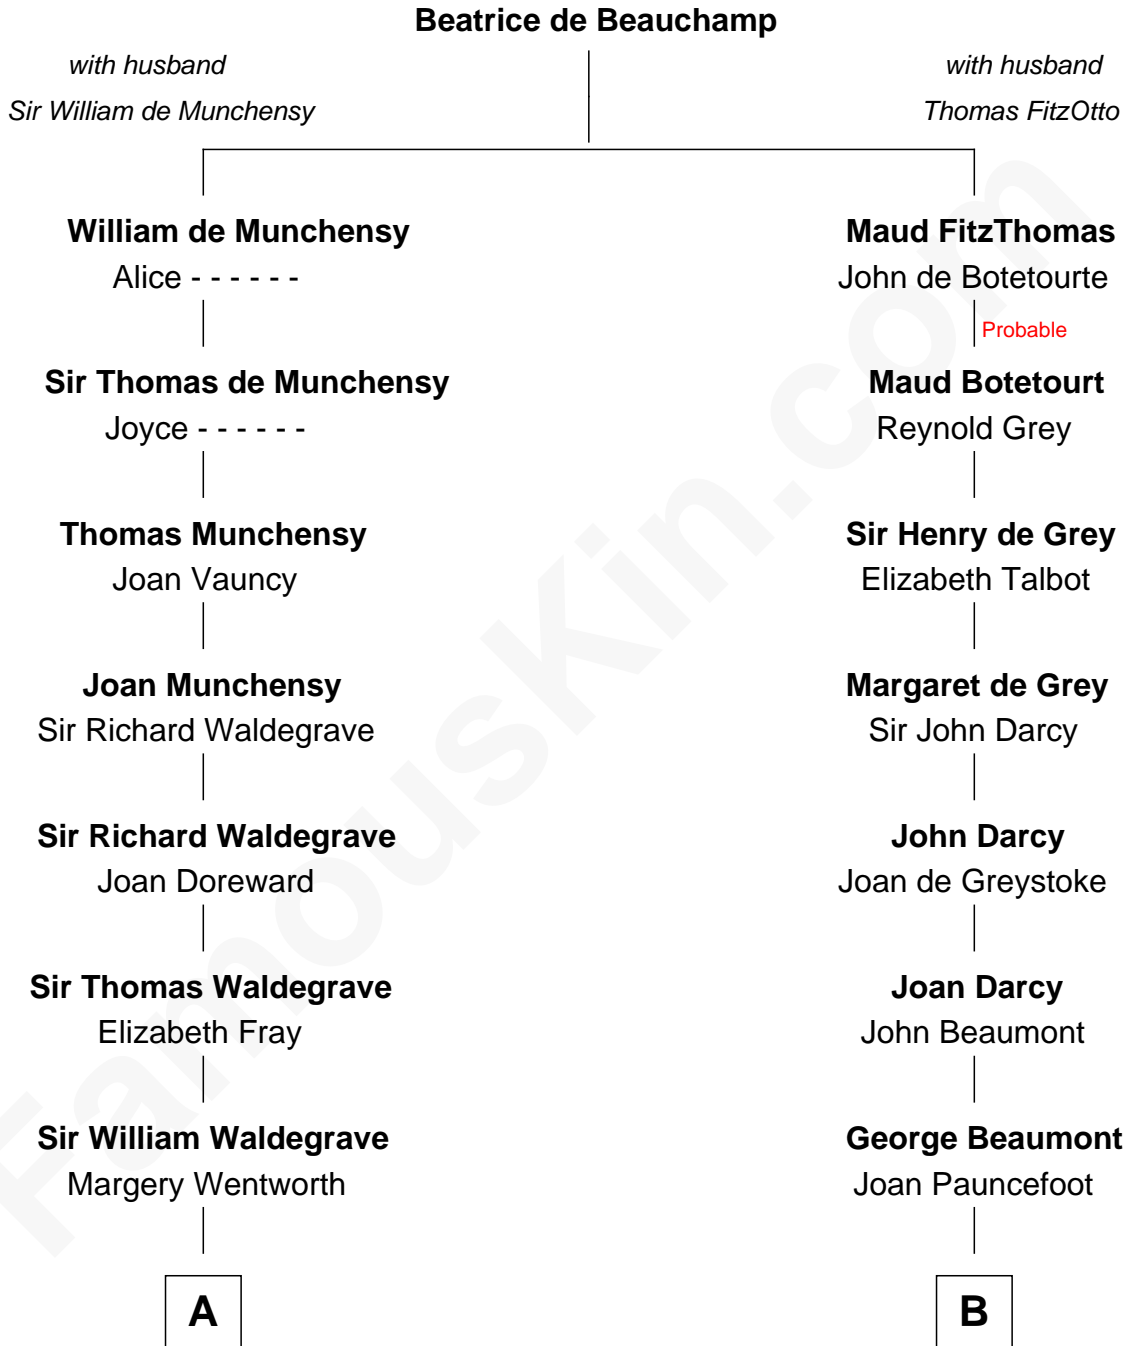 Beatrice de Beauchamp
with husband
Sir William de Munchensy
with husband
Thomas FitzOtto
William de Munchensy
Alice - - - - - -
Maud FitzThomas
John de Botetourte
Probable
Sir Thomas de Munchensy
Joyce - - - - - -
Maud Botetourt
Reynold Grey
Thomas Munchensy
Joan Vauncy
Sir Henry de Grey
Elizabeth Talbot
Joan Munchensy
Sir Richard Waldegrave
Margaret de Grey
Sir John Darcy
Sir Richard Waldegrave
Joan Doreward
John Darcy
Joan de Greystoke
Sir Thomas Waldegrave
Elizabeth Fray
Joan Darcy
John Beaumont
Sir William Waldegrave
Margery Wentworth
George Beaumont
Joan Pauncefoot
A
B
FamousKin.com